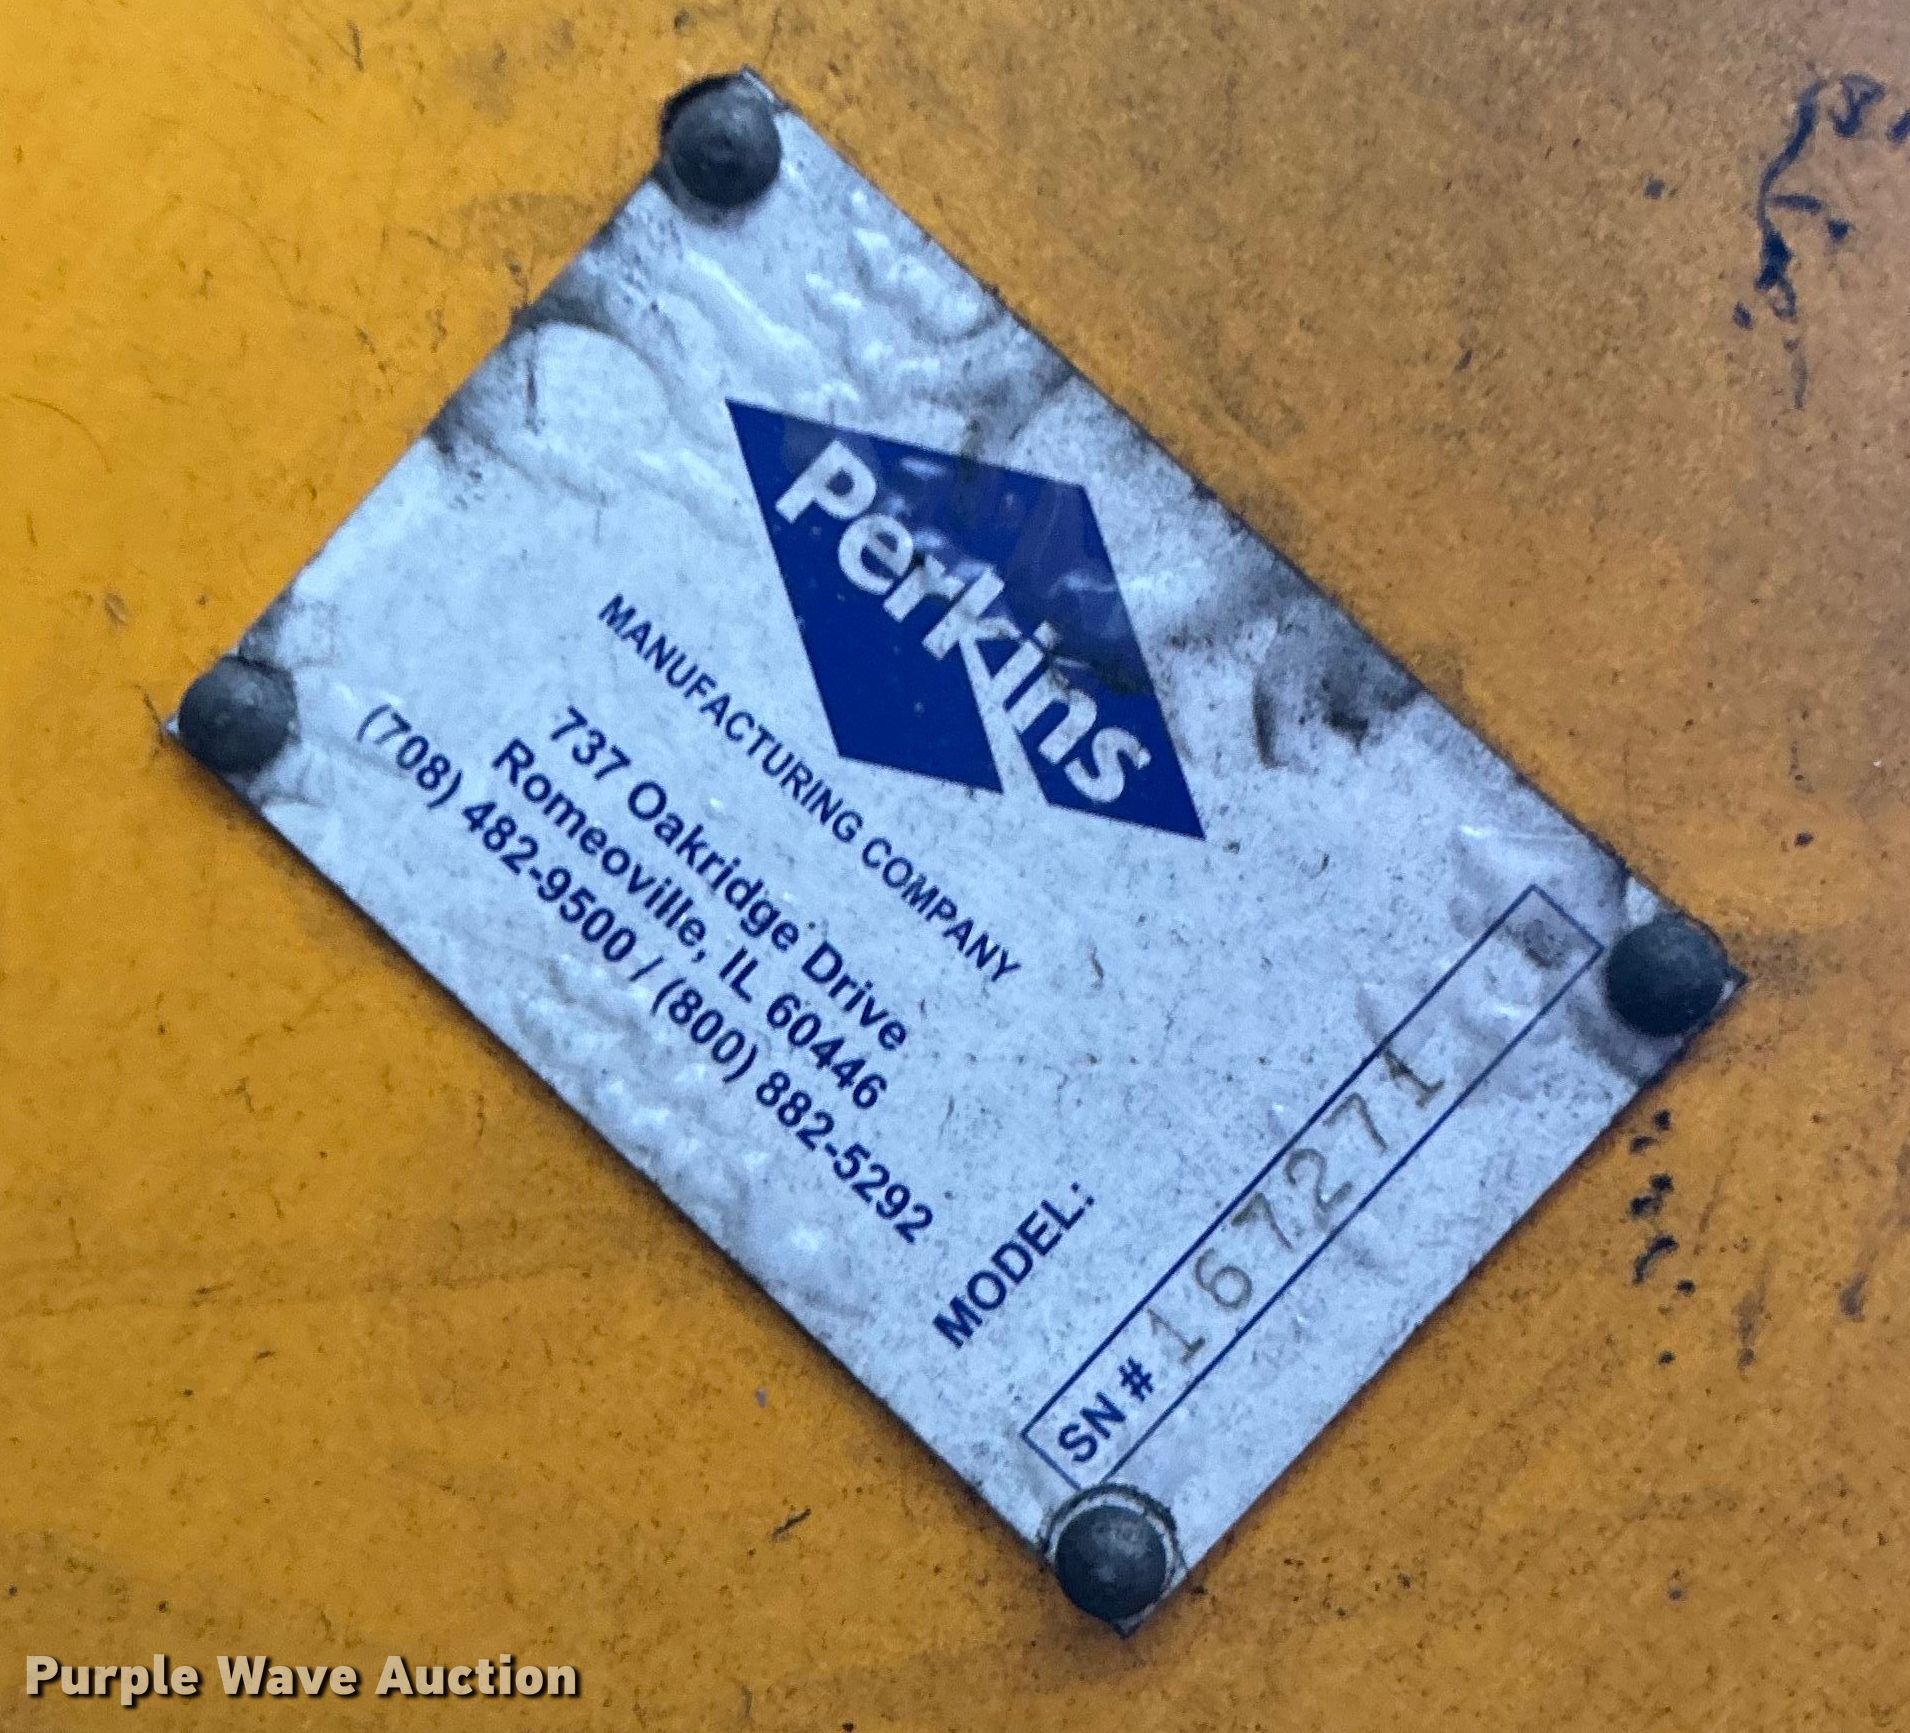 Perkins
MANUFACTURING COMPANY
737 Oakridge Drive
Romeoville, IL 60446
(708) 482-9500 / (800) 882-5292
MODEL:
SN # 167271
Purple Wave Auction